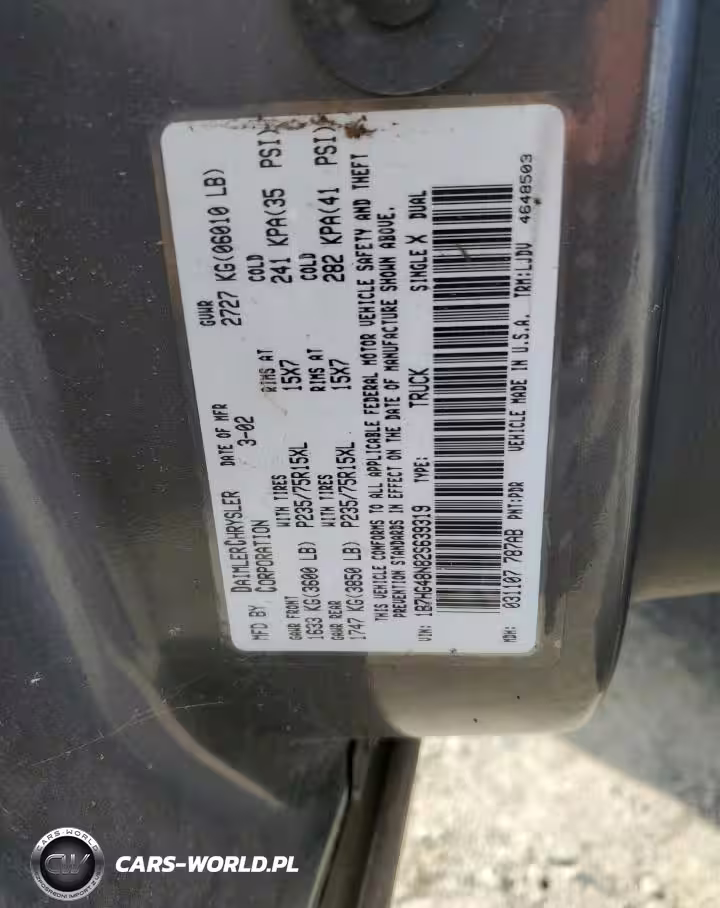 MFD BY DAIMLERCHRYSLER CORPORATION DATE OF MFR 3-02 GVWR 2727 KG(06010 LB)
GAWR FRONT WITH TIRES RIMS AT COLD
1633 KG(3600 LB) P235/75R15XL 15X7 241 KPA(35 PSI)
GAWR REAR WITH TIRES RIMS AT COLD
1747 KG(3850 LB) P235/75R15XL 15X7 282 KPA(41 PSI)
THIS VEHICLE CONFORMS TO ALL APPLICABLE FEDERAL MOTOR VEHICLE SAFETY AND THEFT
PREVENTION STANDARDS IN EFFECT ON THE DATE OF MANUFACTURE SHOWN ABOVE.
VIN: 1B7HG48N82S639319 TYPE: TRUCK SINGLE X DUAL
MDH: 031107 787AB PNT:PDR VEHICLE MADE IN U.S.A. TRM:LJDV 4648503
CARS-WORLD
CW
CARS-WORLD.PL